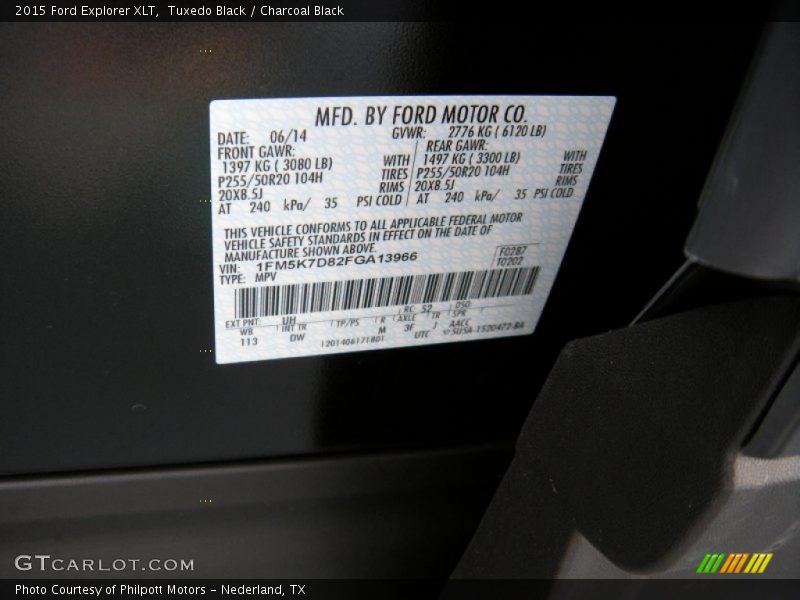 2015 Ford Explorer XLT, Tuxedo Black / Charcoal Black
MFD. BY FORD MOTOR CO.
DATE: 06/14 GVWR: 2776 KG ( 6120 LB)
FRONT GAWR: REAR GAWR:
1397 KG ( 3080 LB) WITH 1497 KG ( 3300 LB) WITH
P255/50R20 104H TIRES P255/50R20 104H TIRES
20X8.5J RIMS 20X8.5J RIMS
AT 240 kPa/ 35 PSI COLD AT 240 kPa/ 35 PSI COLD
THIS VEHICLE CONFORMS TO ALL APPLICABLE FEDERAL MOTOR
VEHICLE SAFETY STANDARDS IN EFFECT ON THE DATE OF
MANUFACTURE SHOWN ABOVE.
VIN: 1FM5K7D82FGA13966 F0287
TYPE: MPV T0202
EXT PNT: UH RC: 52 DSO:
WB INT TR TP/PS R AXLE TR SPR
113 DW M 3F J AACC
1201406171801 UTC
GTCARLOT.COM
Photo Courtesy of Philpott Motors - Nederland, TX